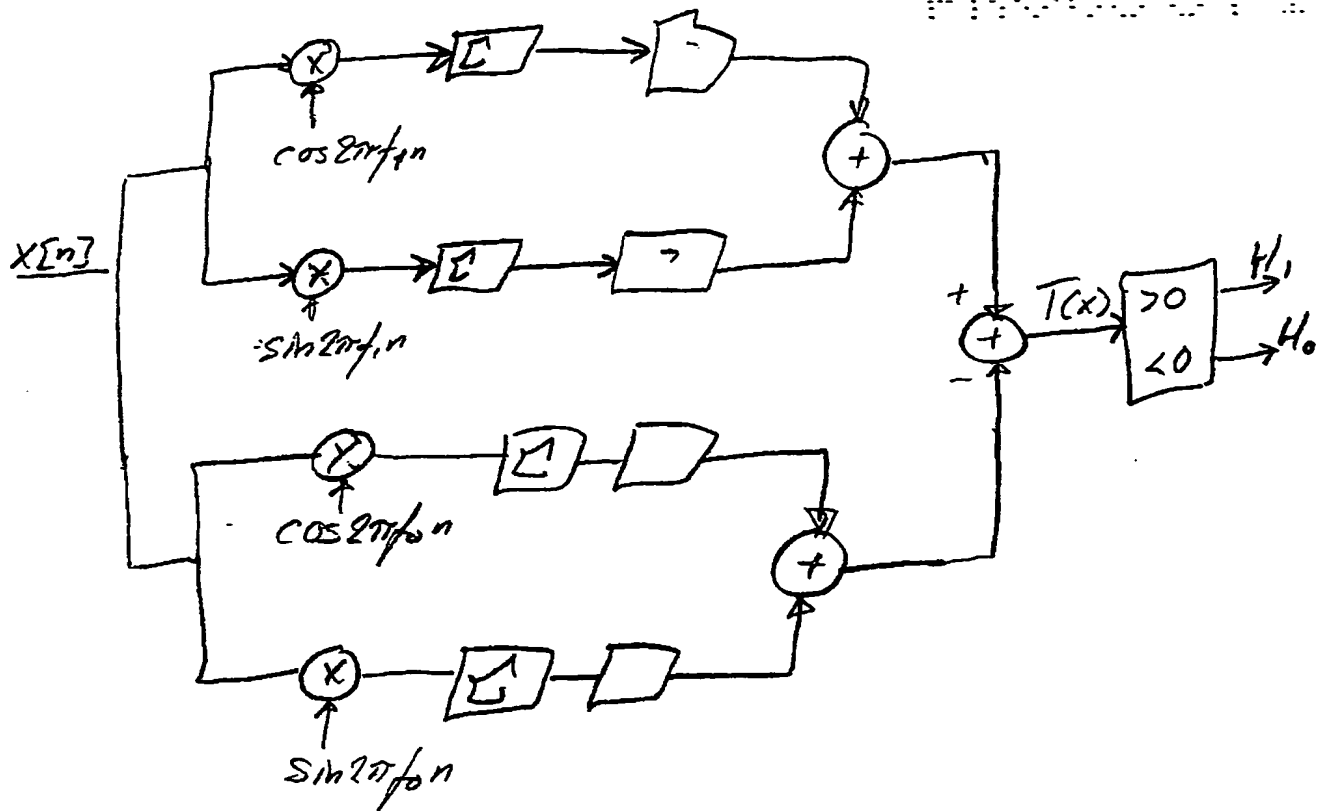 x
Σ
cos2πf₁n
+
x[n]
x
Σ
sin2πf₁n
+
T(x)
>0
H₁
+
<0
H₀
-
x
Σ
cos2πf₀n
+
x
Σ
sin2πf₀n